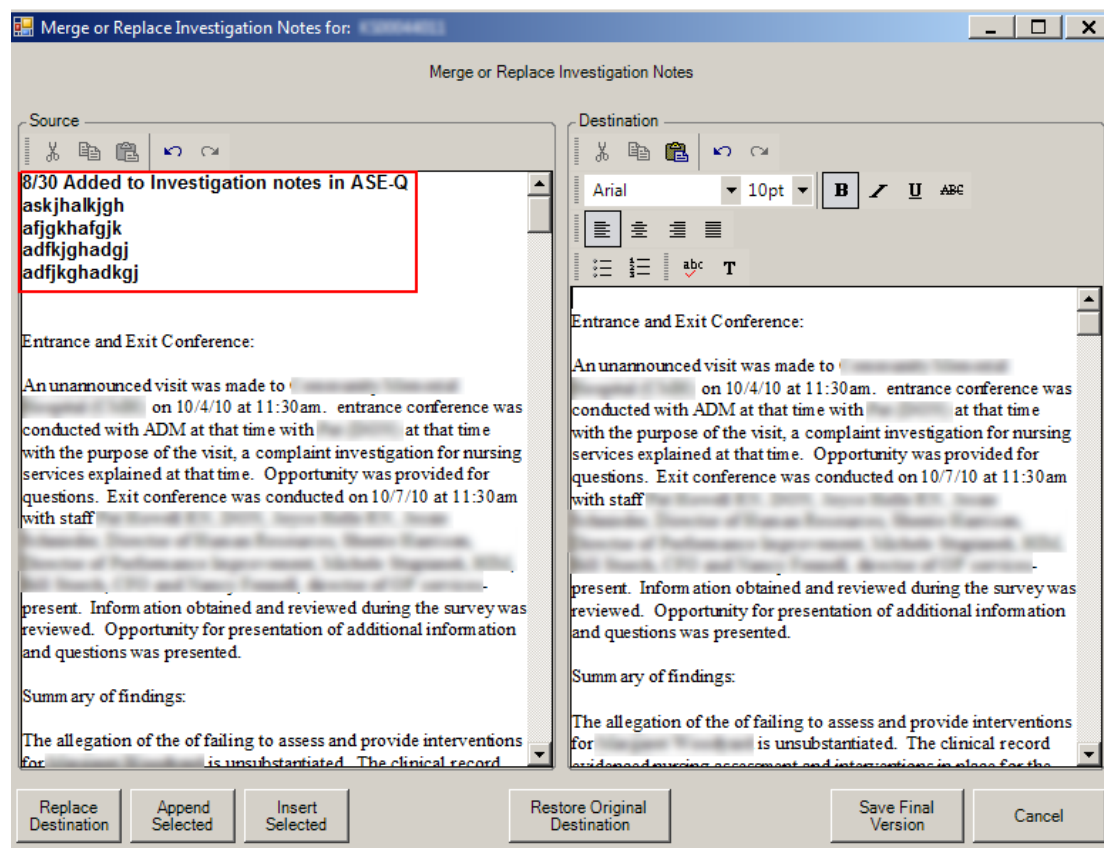 Merge or Replace Investigation Notes for:
Merge or Replace Investigation Notes
Source
8/30 Added to Investigation notes in ASE-Q
askjhalkjgh
afjgkhafgjk
adfkjghadgj
adfjkghadkgj
Entrance and Exit Conference:
An unannounced visit was made to
on 10/4/10 at 11:30am. entrance conference was
conducted with ADM at that time with at that time
with the purpose of the visit, a complaint investigation for nursing
services explained at that time. Opportunity was provided for
questions. Exit conference was conducted on 10/7/10 at 11:30am
with staff
present. Information obtained and reviewed during the survey was
reviewed. Opportunity for presentation of additional information
and questions was presented.
Summary of findings:
The allegation of the of failing to assess and provide interventions
for is unsubstantiated. The clinical record
Destination
Arial
10pt
B
I
U
ABC
abc
T
Entrance and Exit Conference:
An unannounced visit was made to
on 10/4/10 at 11:30am. entrance conference was
conducted with ADM at that time with at that time
with the purpose of the visit, a complaint investigation for nursing
services explained at that time. Opportunity was provided for
questions. Exit conference was conducted on 10/7/10 at 11:30am
with staff
present. Information obtained and reviewed during the survey was
reviewed. Opportunity for presentation of additional information
and questions was presented.
Summary of findings:
The allegation of the of failing to assess and provide interventions
for is unsubstantiated. The clinical record
evidenced nursing assessment and interventions in place for the
Replace
Destination
Append
Selected
Insert
Selected
Restore Original
Destination
Save Final
Version
Cancel